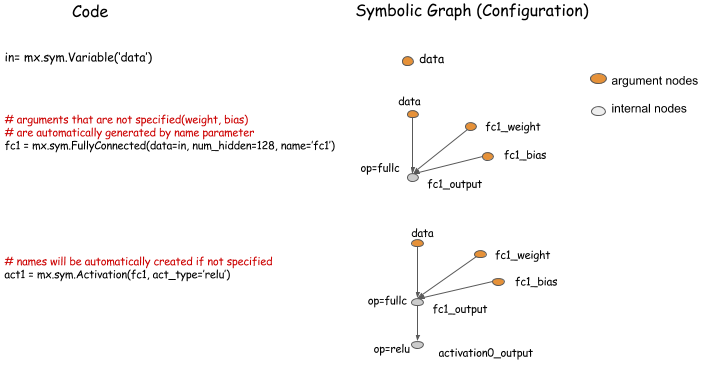 Code
Symbolic Graph (Configuration)
in= mx.sym.Variable('data')
data
argument nodes
internal nodes
# arguments that are not specified(weight, bias)
# are automatically generated by name parameter
fc1 = mx.sym.FullyConnected(data=in, num_hidden=128, name='fc1')
data
fc1_weight
fc1_bias
op=fullc
fc1_output
# names will be automatically created if not specified
act1 = mx.sym.Activation(fc1, act_type='relu')
data
fc1_weight
fc1_bias
op=fullc
fc1_output
op=relu
activation0_output